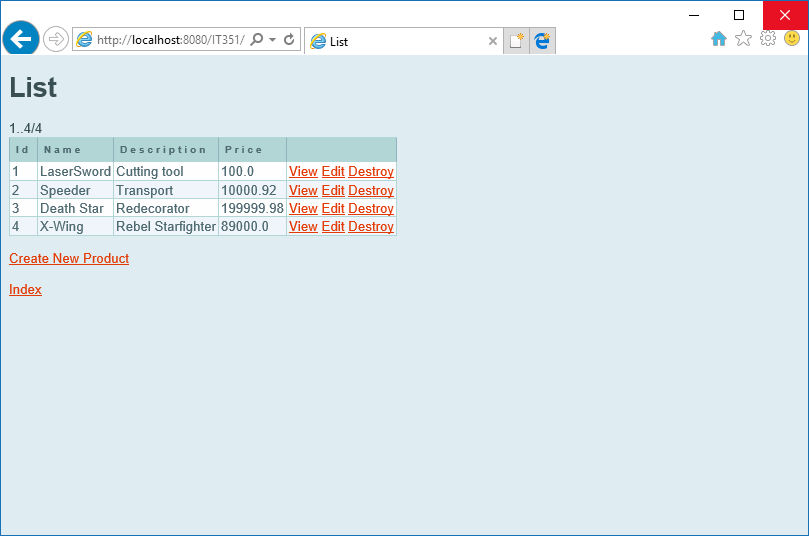 http://localhost:8080/IT351/
List
List
1..4/4
Id Name Description Price
1 LaserSword Cutting tool 100.0 View Edit Destroy
2 Speeder Transport 10000.92 View Edit Destroy
3 Death Star Redecorator 199999.98 View Edit Destroy
4 X-Wing Rebel Starfighter 89000.0 View Edit Destroy
Create New Product
Index